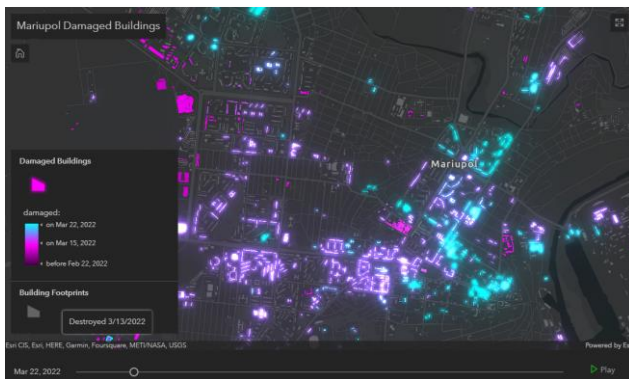 Mariupol Damaged Buildings
Mariupol
Damaged Buildings
damaged:
on Mar 22, 2022
on Mar 15, 2022
before Feb 22, 2022
Building Footprints
Destroyed 3/13/2022
Esri CIS, Esri, HERE, Garmin, Foursquare, METI/NASA, USGS
Powered by Es
Mar 22, 2022
Play